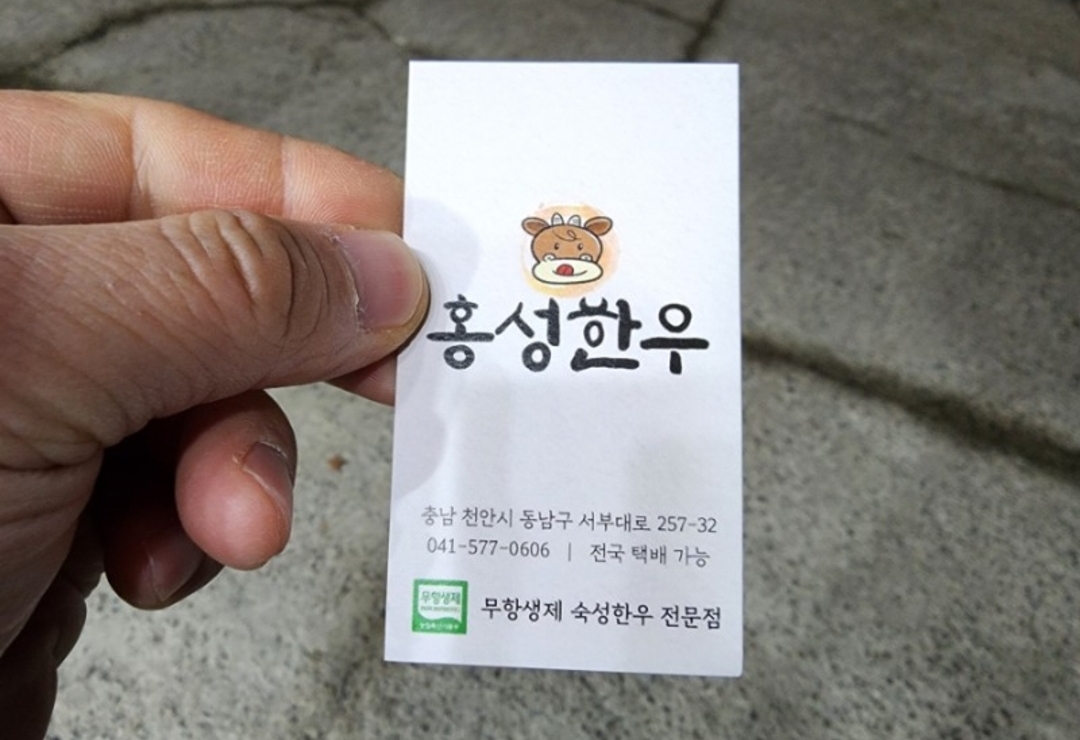 홍성한우
충남 천안시 동남구 서부대로 257-32
041-577-0606 | 전국 택배 가능
무항생제
무항생제 숙성한우 전문점